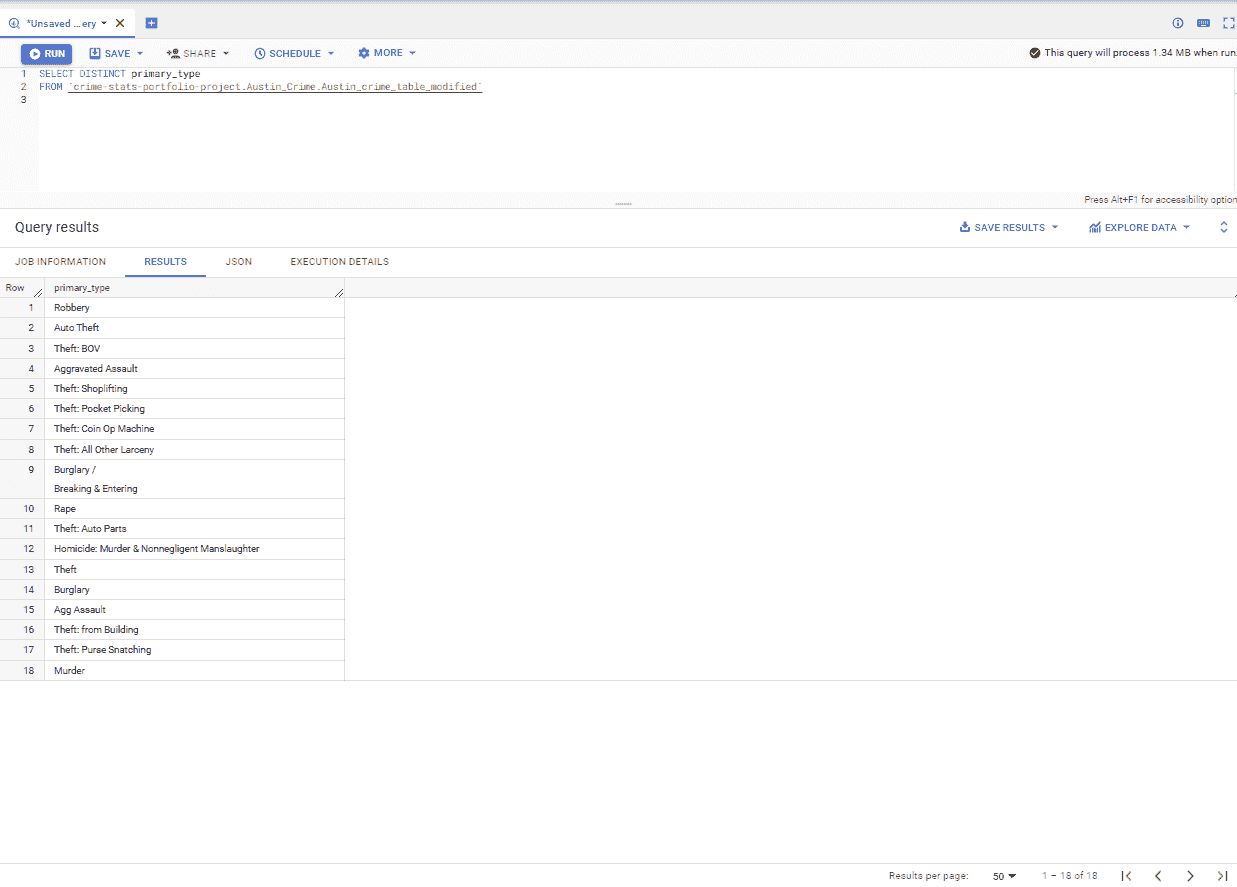 *Unsaved ...ery
RUN SAVE SHARE SCHEDULE MORE This query will process 1.34 MB when run.
1 SELECT DISTINCT primary_type
2 FROM `crime-stats-portfolio-project.Austin_Crime.Austin_crime_table_modified`
3
Press Alt+F1 for accessibility option
Query results SAVE RESULTS EXPLORE DATA
JOB INFORMATION RESULTS JSON EXECUTION DETAILS
Row primary_type
1 Robbery
2 Auto Theft
3 Theft: BOV
4 Aggravated Assault
5 Theft: Shoplifting
6 Theft: Pocket Picking
7 Theft: Coin Op Machine
8 Theft: All Other Larceny
9 Burglary /
Breaking & Entering
10 Rape
11 Theft: Auto Parts
12 Homicide: Murder & Nonnegligent Manslaughter
13 Theft
14 Burglary
15 Agg Assault
16 Theft: from Building
17 Theft: Purse Snatching
18 Murder
Results per page: 50 1 – 18 of 18